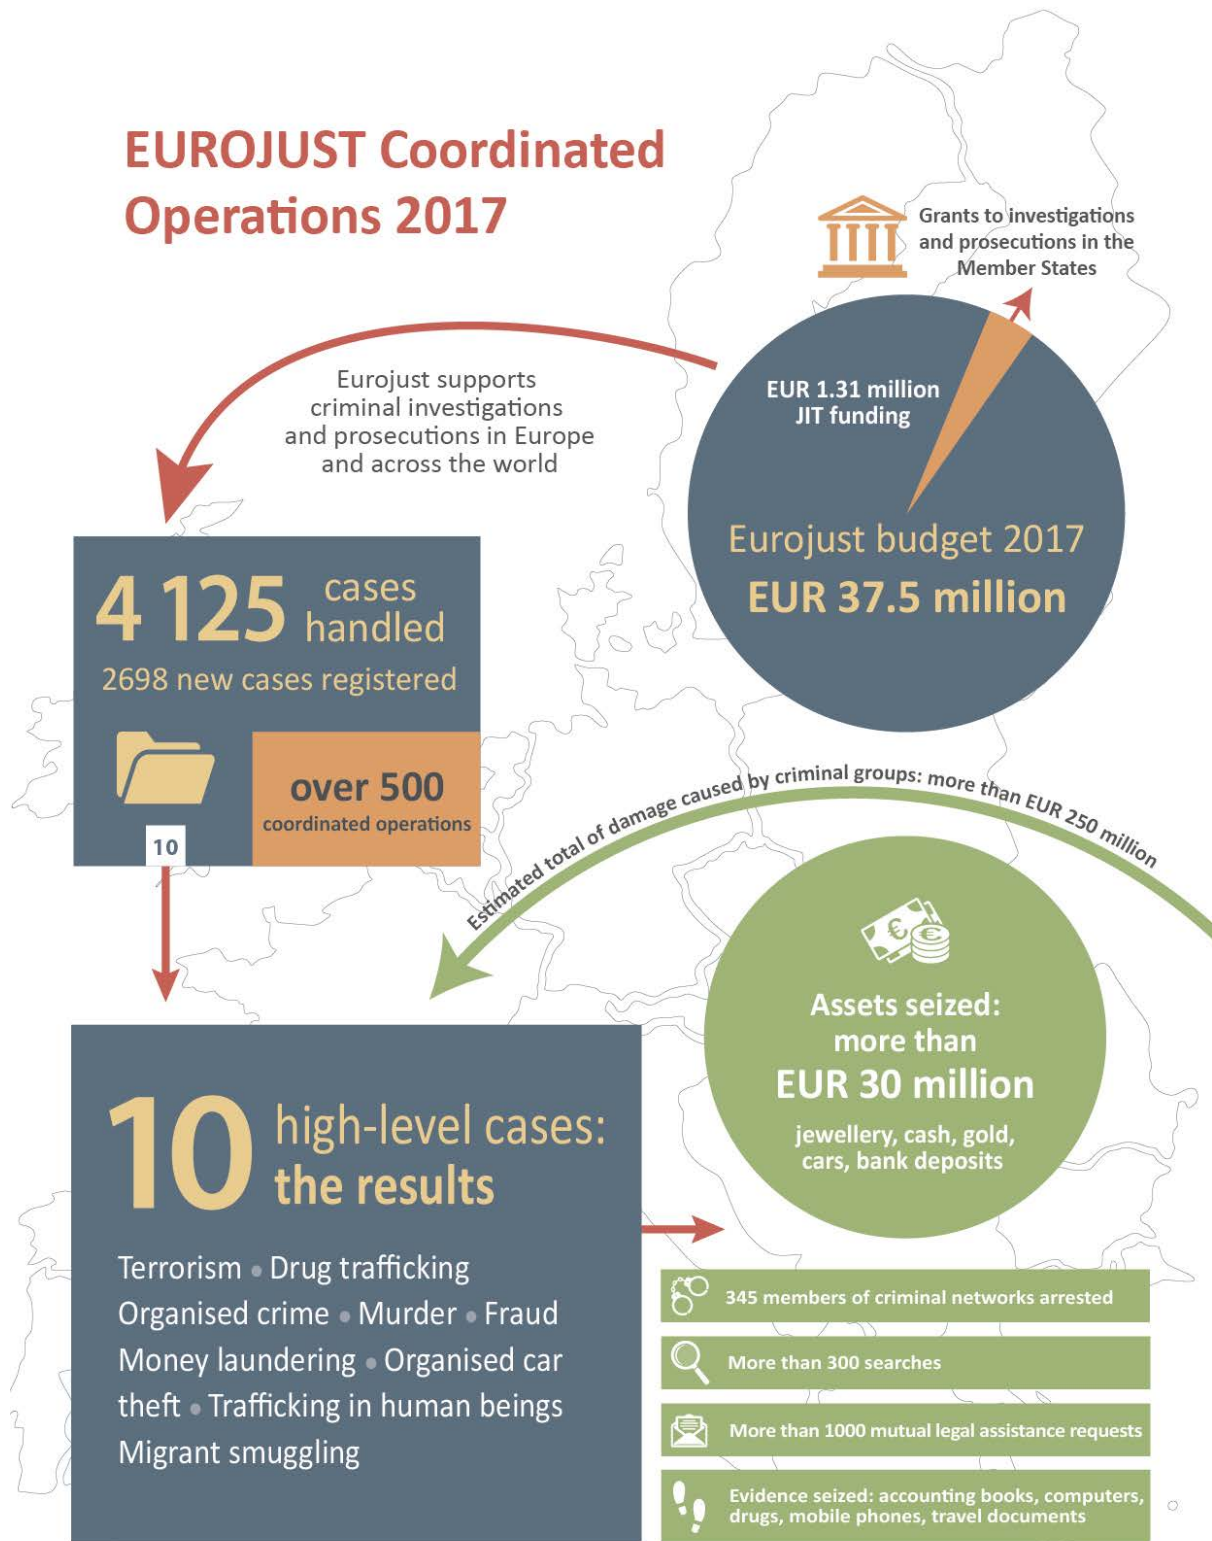 EUROJUST Coordinated
Operations 2017
Grants to investigations
and prosecutions in the
Member States
EUR 1.31 million
JIT funding
Eurojust budget 2017
EUR 37.5 million
Eurojust supports
criminal investigations
and prosecutions in Europe
and across the world
4 125 cases
handled
2698 new cases registered
over 500
coordinated operations
10
Estimated total of damage caused by criminal groups: more than EUR 250 million
€ €
Assets seized:
more than
EUR 30 million
jewellery, cash, gold,
cars, bank deposits
10 high-level cases:
the results
Terrorism • Drug trafficking
Organised crime • Murder • Fraud
Money laundering • Organised car
theft • Trafficking in human beings
Migrant smuggling
345 members of criminal networks arrested
More than 300 searches
More than 1000 mutual legal assistance requests
Evidence seized: accounting books, computers,
drugs, mobile phones, travel documents